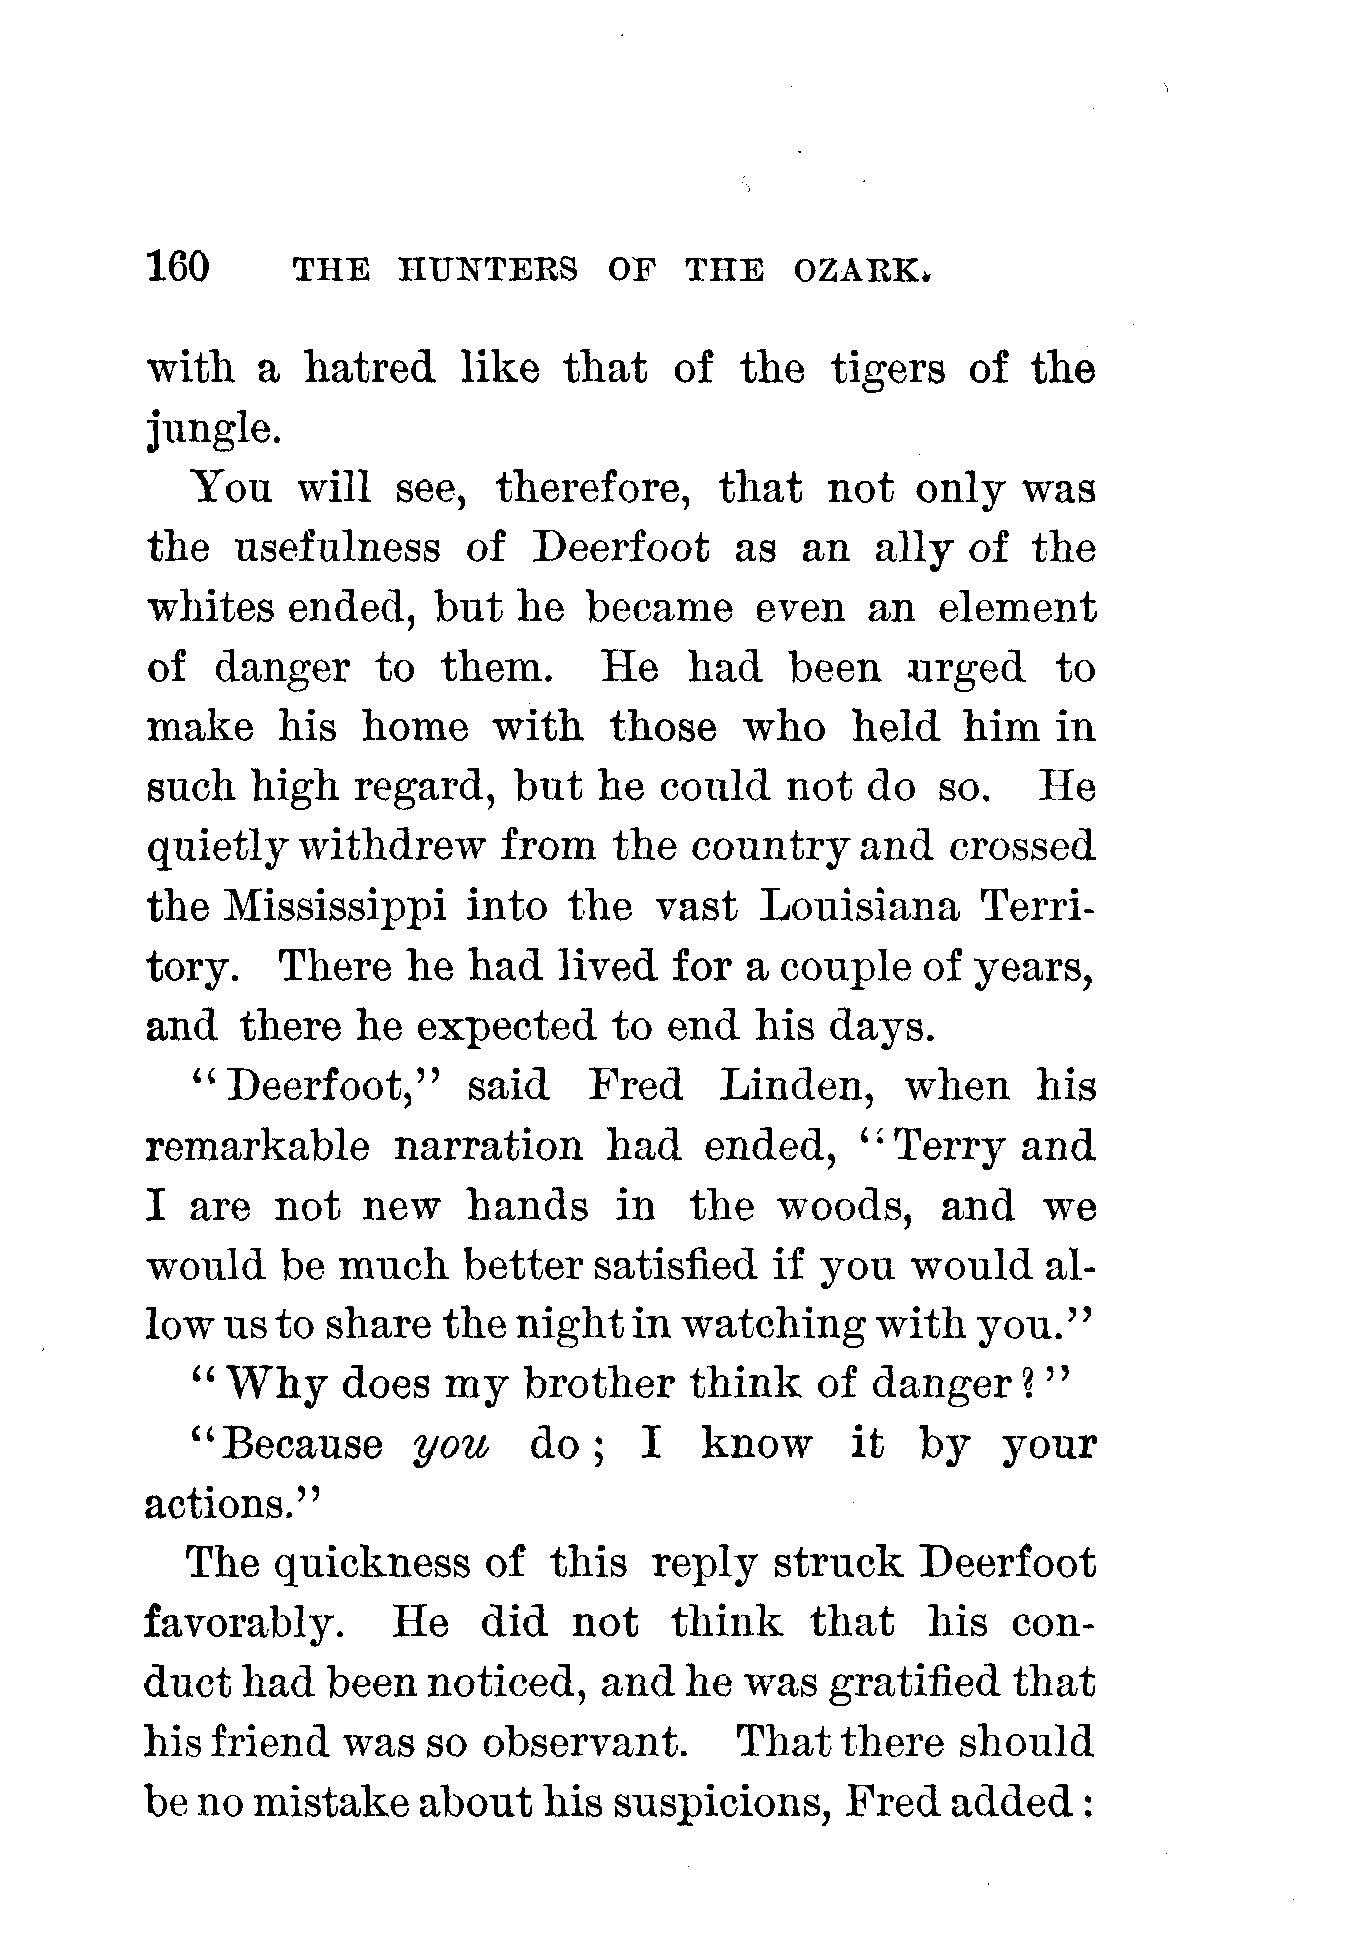 160 THE HUNTERS OF THE OZARK.
with a hatred like that of the tigers of the
jungle.
You will see, therefore, that not only was
the usefulness of Deerfoot as an ally of the
whites ended, but he became even an element
of danger to them. He had been urged to
make his home with those who held him in
such high regard, but he could not do so. He
quietly withdrew from the country and crossed
the Mississippi into the vast Louisiana Terri-
tory. There he had lived for a couple of years,
and there he expected to end his days.
“Deerfoot,” said Fred Linden, when his
remarkable narration had ended, “Terry and
I are not new hands in the woods, and we
would be much better satisfied if you would al-
low us to share the night in watching with you.”
“Why does my brother think of danger?”
“Because you do; I know it by your
actions.”
The quickness of this reply struck Deerfoot
favorably. He did not think that his con-
duct had been noticed, and he was gratified that
his friend was so observant. That there should
be no mistake about his suspicions, Fred added: